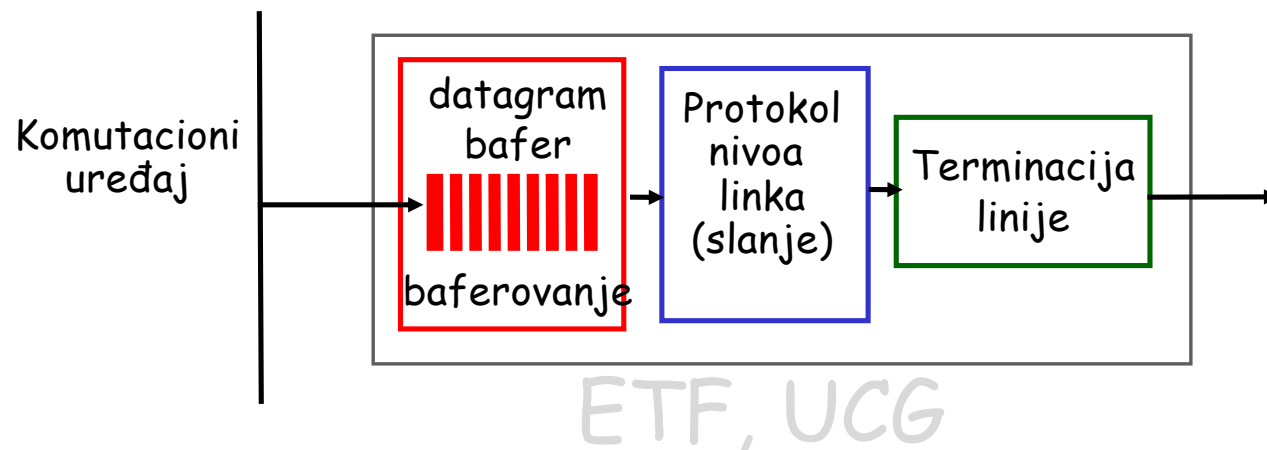 Komutacioni
uređaj
datagram
bafer
baferovanje
Protokol
nivoa
linka
(slanje)
Terminacija
linije
ETF, UCG